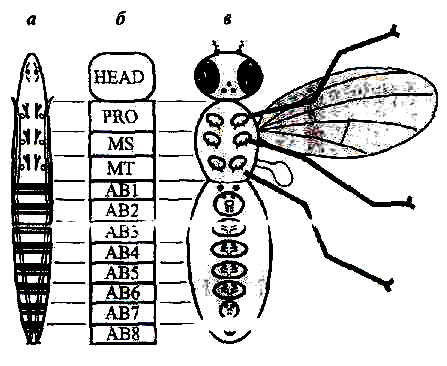 а б в
HEAD
PRO
MS
MT
AB1
AB2
AB3
AB4
AB5
AB6
AB7
AB8